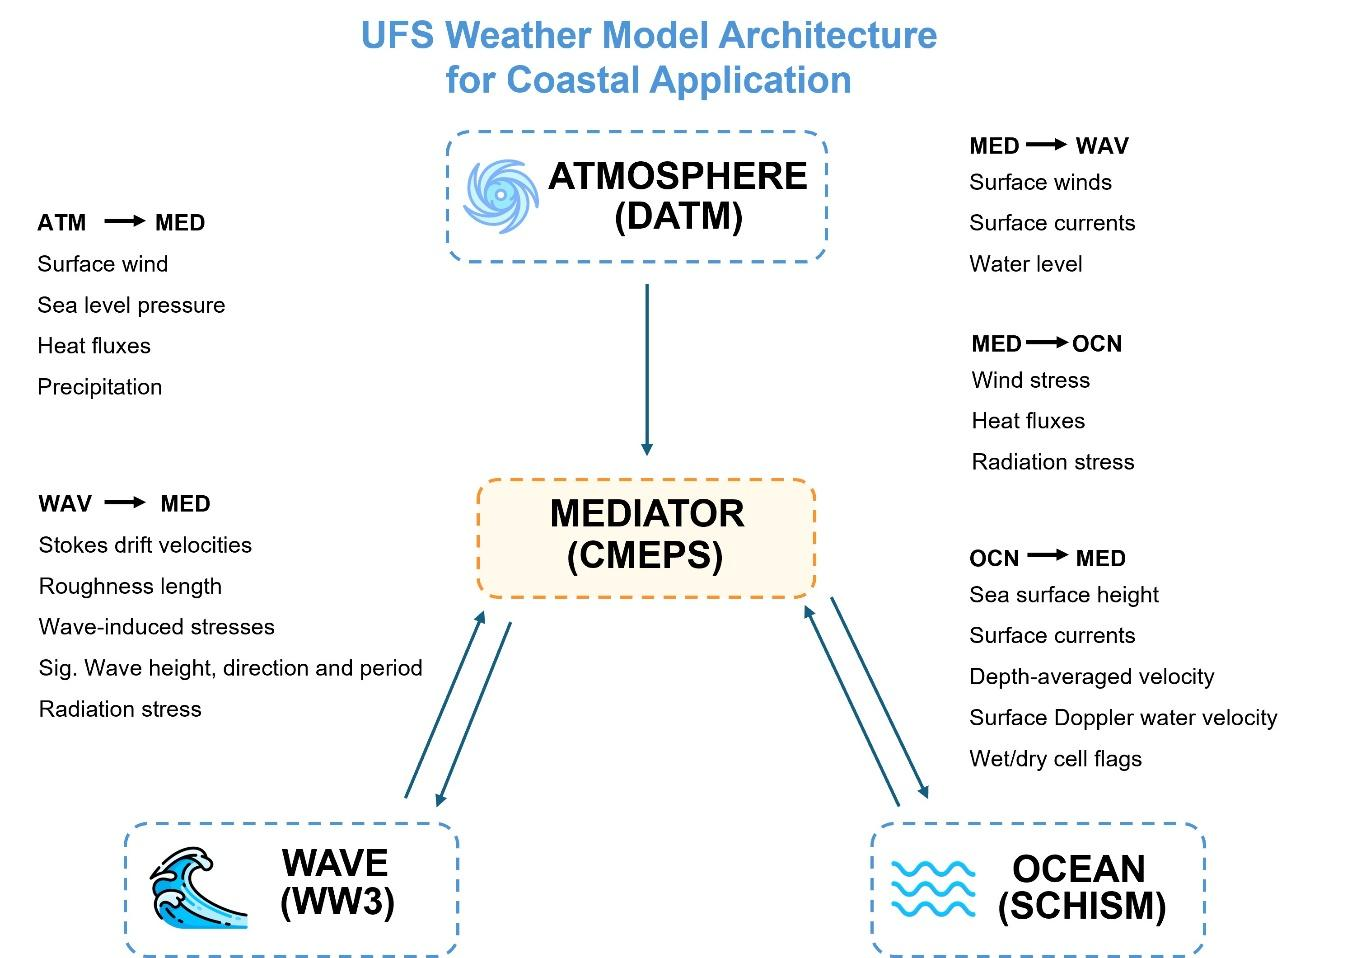 UFS Weather Model Architecture
for Coastal Application
ATMOSPHERE
(DATM)
ATM → MED
Surface wind
Sea level pressure
Heat fluxes
Precipitation
WAV → MED
Stokes drift velocities
Roughness length
Wave-induced stresses
Sig. Wave height, direction and period
Radiation stress
MEDIATOR
(CMEPS)
MED → WAV
Surface winds
Surface currents
Water level
MED → OCN
Wind stress
Heat fluxes
Radiation stress
OCN → MED
Sea surface height
Surface currents
Depth-averaged velocity
Surface Doppler water velocity
Wet/dry cell flags
WAVE
(WW3)
OCEAN
(SCHISM)